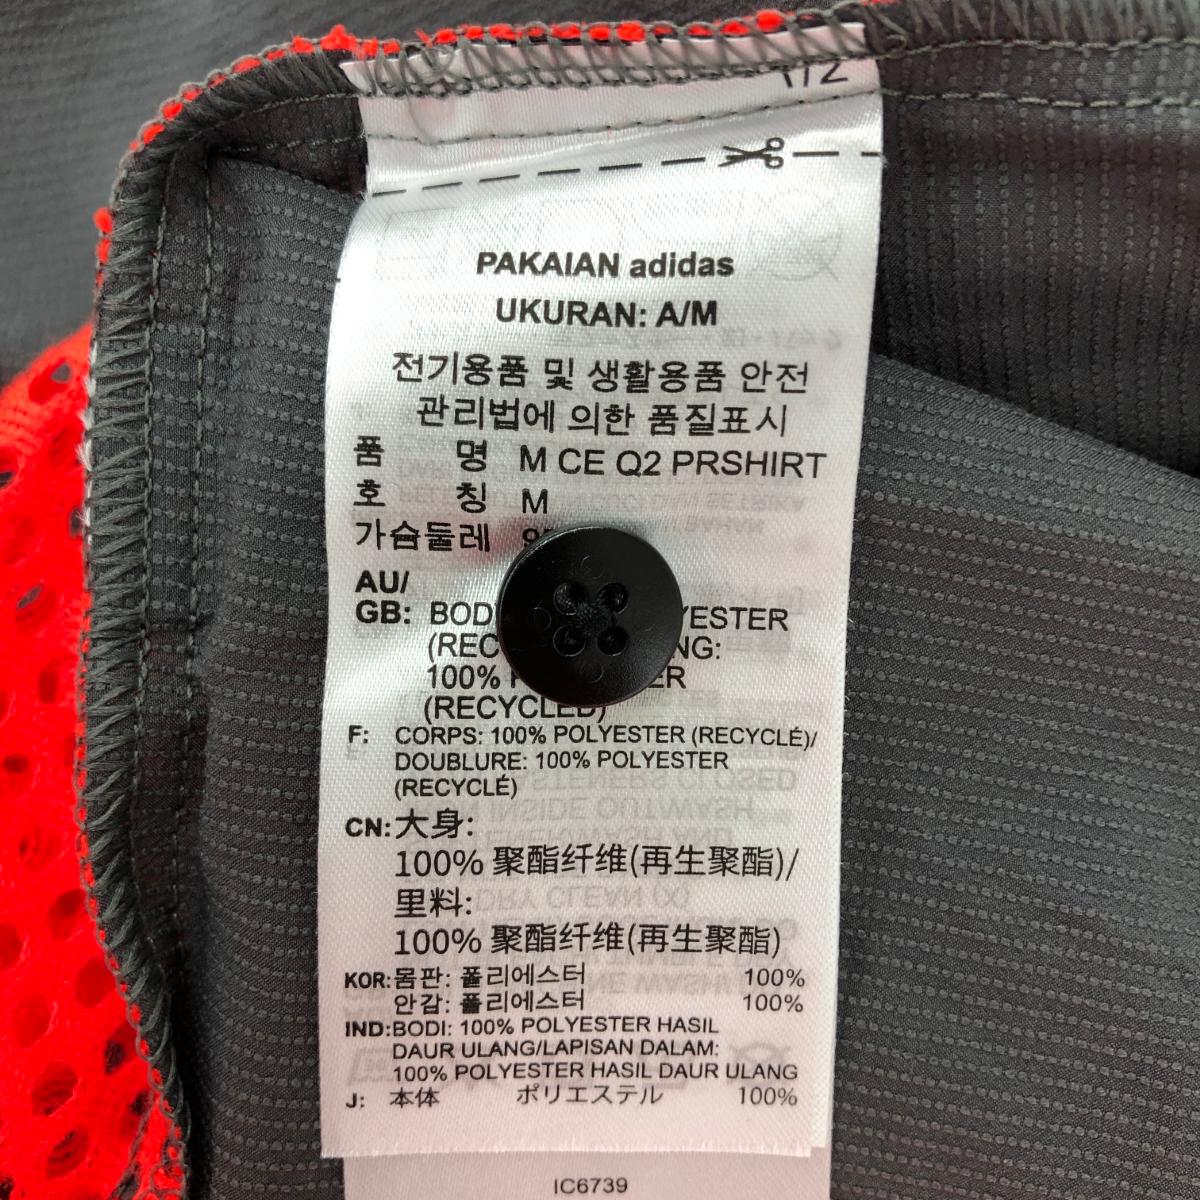 1/2
PAKAIAN adidas
UKURAN: A/M
전기용품 및 생활용품 안전
관리법에 의한 품질표시
품 명 M CE Q2 PRSHIRT
호 칭 M
가슴둘레
AU/
GB: BOD YESTER
(REC NG:
100% ER
(RECYCLED)
F: CORPS: 100% POLYESTER (RECYCLÉ)/
DOUBLURE: 100% POLYESTER
(RECYCLÉ)
CN:大身:
100% 聚酯纤维(再生聚酯)/
里料:
100% 聚酯纤维(再生聚酯)
KOR:몸판: 폴리에스터 100%
안감: 폴리에스터 100%
IND:BODI: 100% POLYESTER HASIL
DAUR ULANG/LAPISAN DALAM:
100% POLYESTER HASIL DAUR ULANG
J: 本体 ポリエステル 100%
IC6739